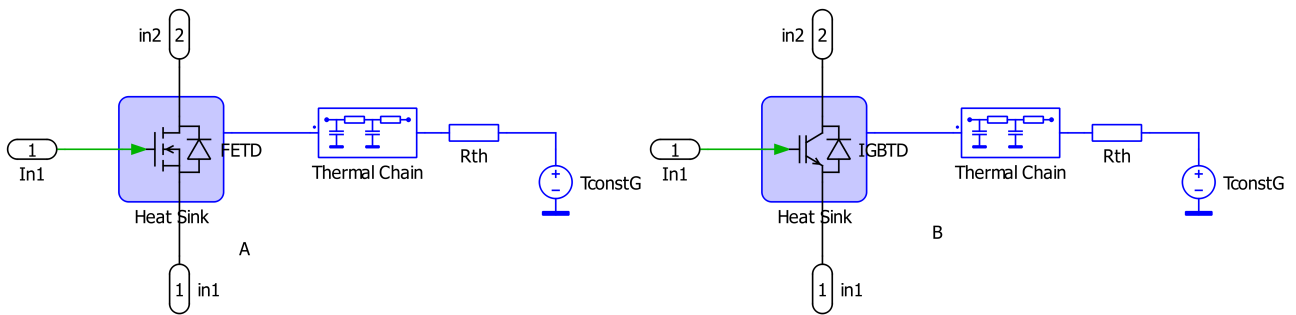 in2 2
in2 2
1
In1
FETD
Thermal Chain
Rth
TconstG
Heat Sink
A
1 in1
1
In1
IGBTD
Thermal Chain
Rth
TconstG
Heat Sink
B
1 in1